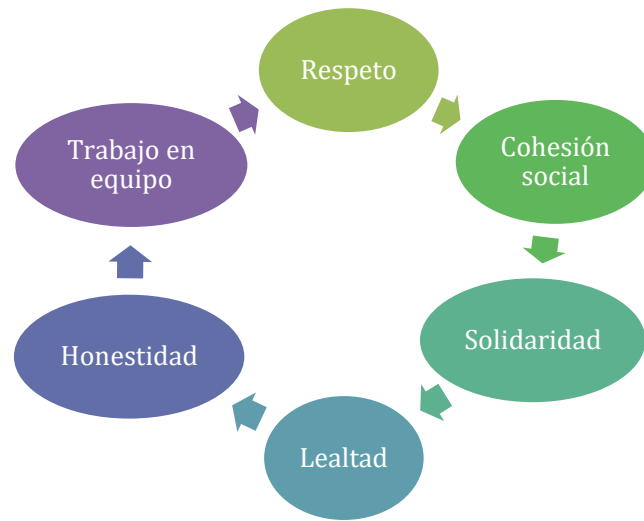 Respeto
Cohesión
social
Solidaridad
Lealtad
Honestidad
Trabajo en
equipo